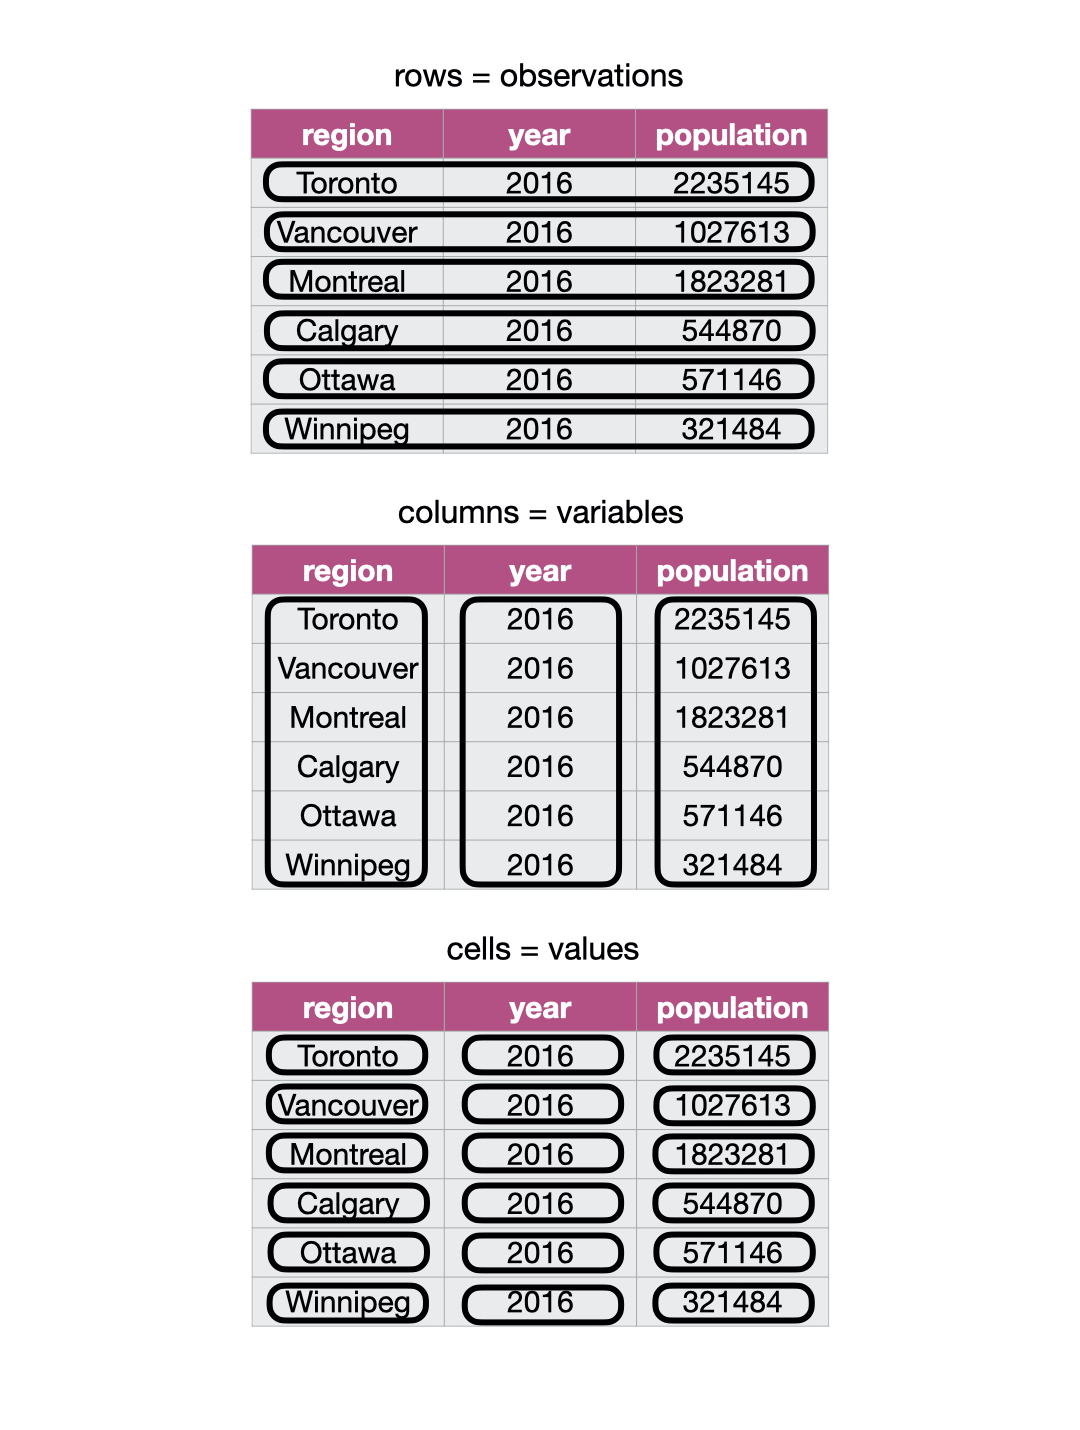 rows = observations
region year population
Toronto 2016 2235145
Vancouver 2016 1027613
Montreal 2016 1823281
Calgary 2016 544870
Ottawa 2016 571146
Winnipeg 2016 321484
columns = variables
region year population
Toronto 2016 2235145
Vancouver 2016 1027613
Montreal 2016 1823281
Calgary 2016 544870
Ottawa 2016 571146
Winnipeg 2016 321484
cells = values
region year population
Toronto 2016 2235145
Vancouver 2016 1027613
Montreal 2016 1823281
Calgary 2016 544870
Ottawa 2016 571146
Winnipeg 2016 321484